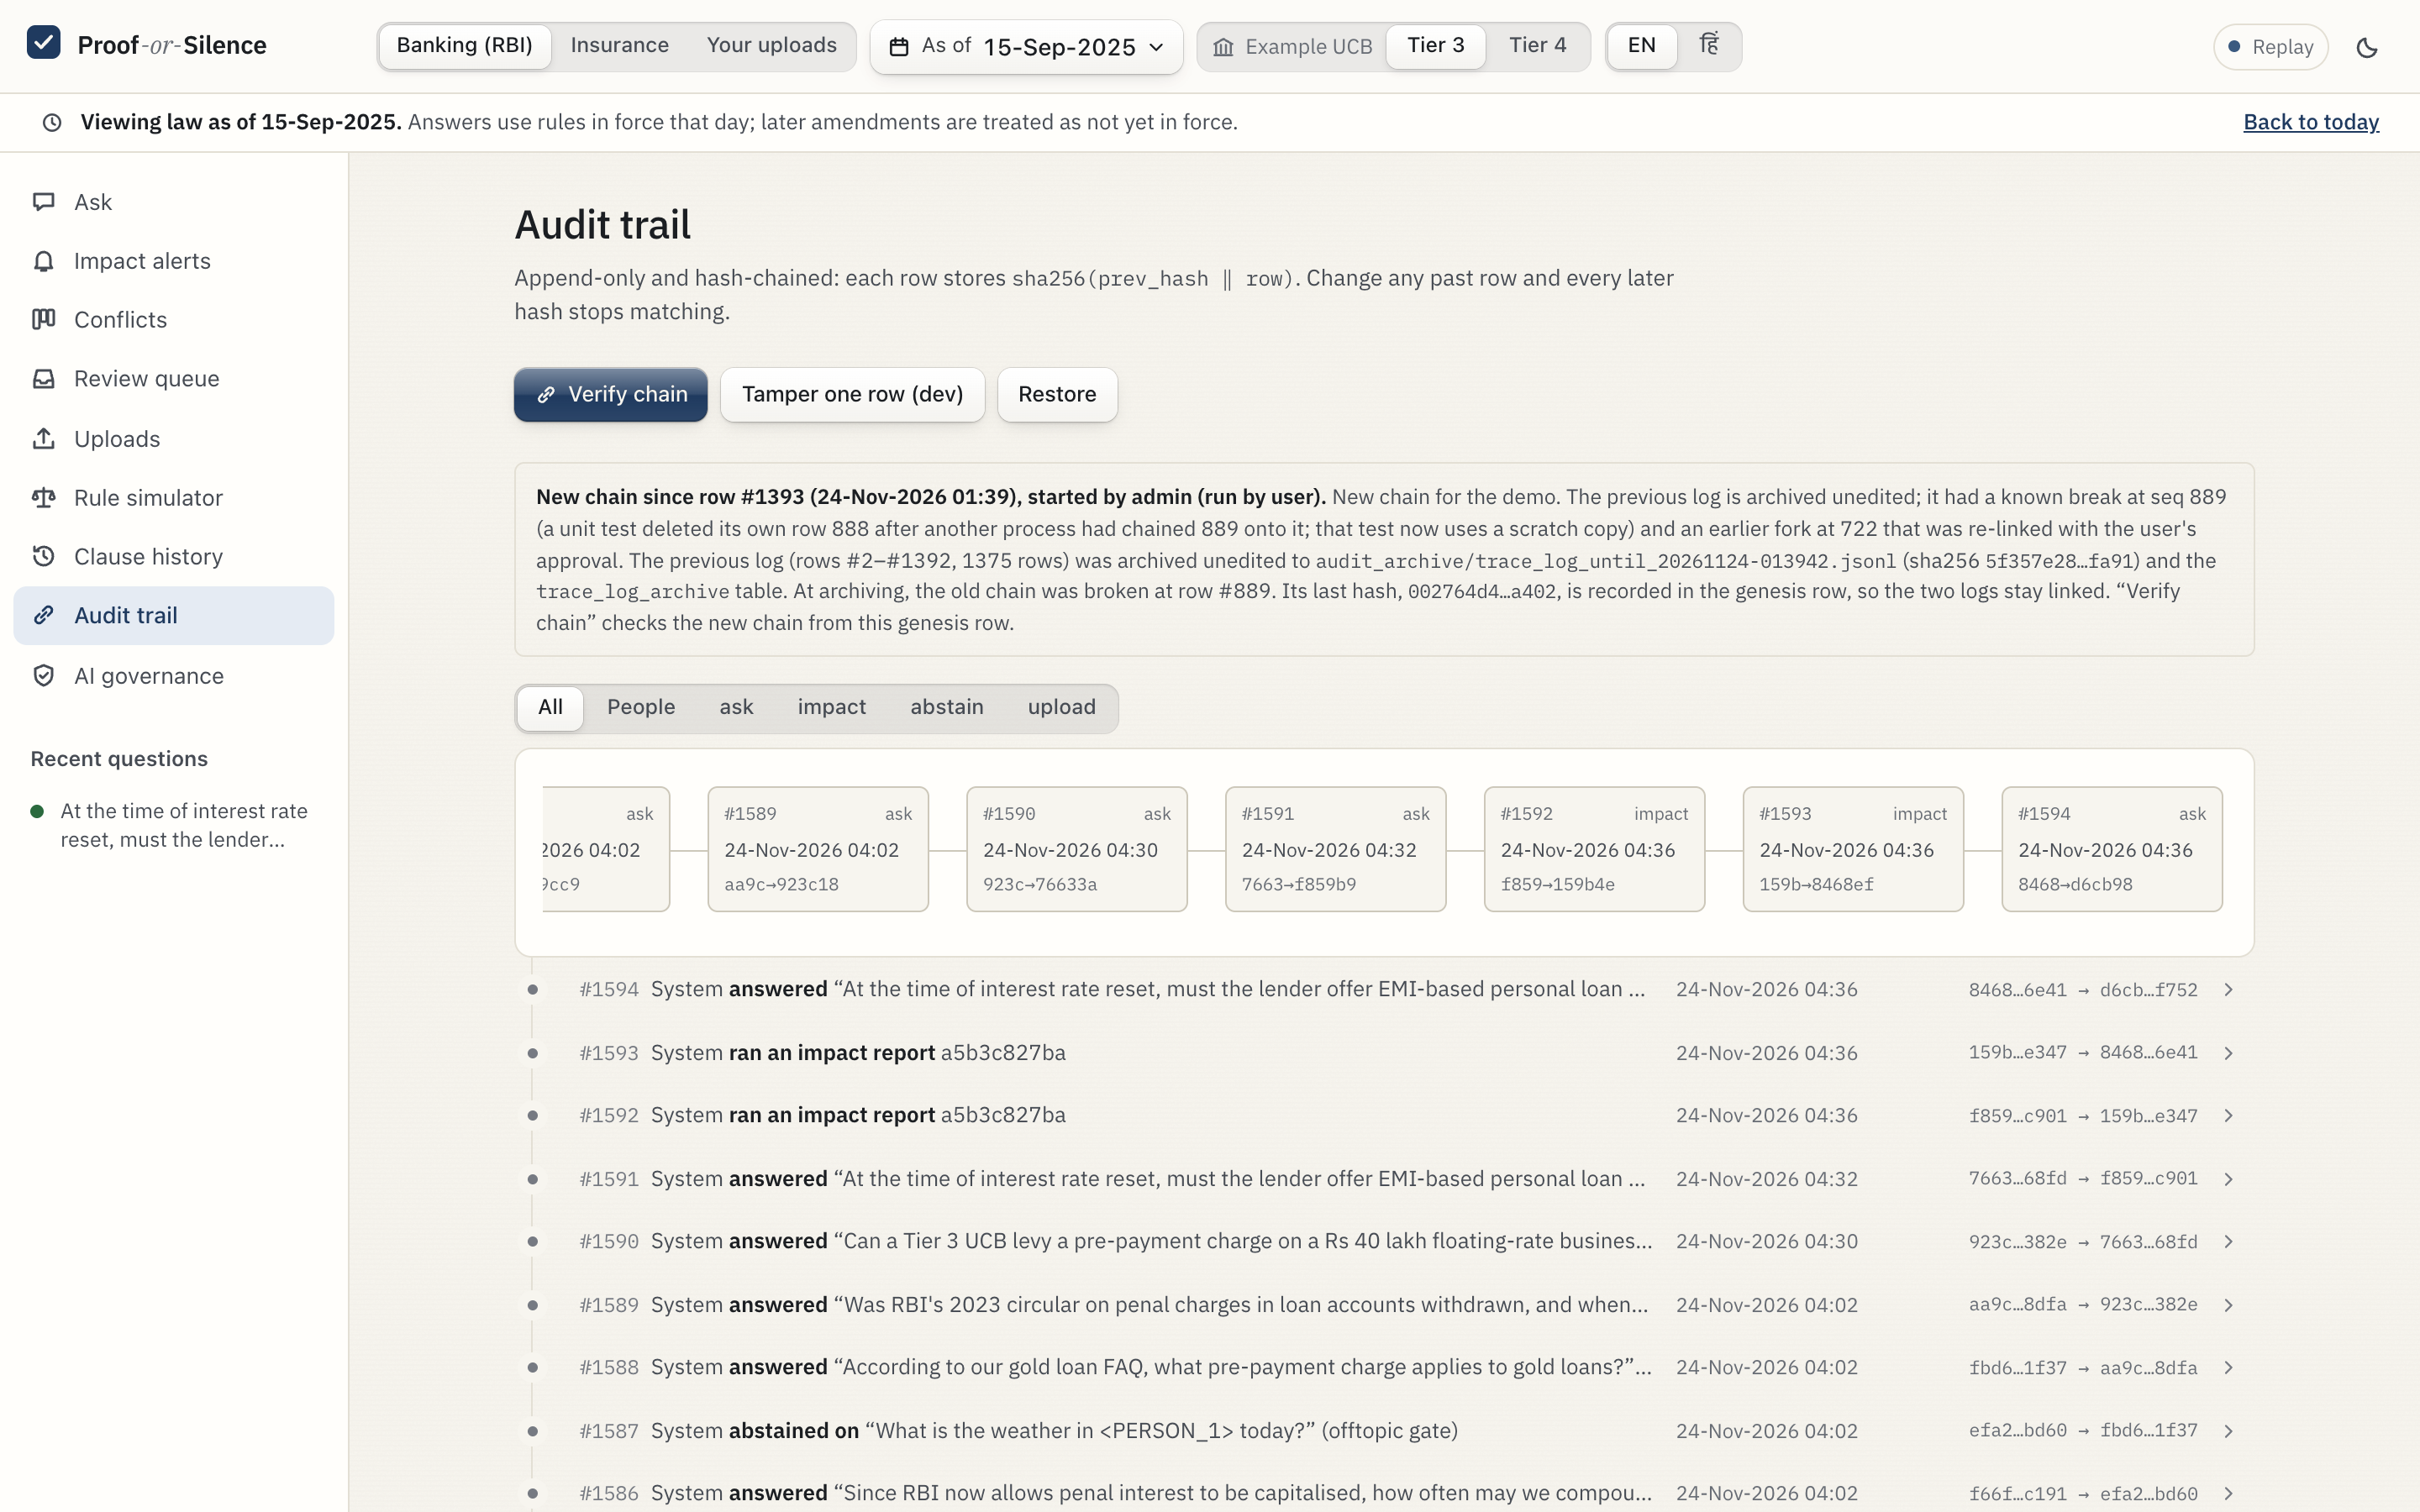 Proof-or-Silence
Banking (RBI) Insurance Your uploads
As of 15-Sep-2025
Example UCB Tier 3 Tier 4
EN हिं
Replay
Viewing law as of 15-Sep-2025. Answers use rules in force that day; later amendments are treated as not yet in force.
Back to today
Ask
Impact alerts
Conflicts
Review queue
Uploads
Rule simulator
Clause history
Audit trail
AI governance
Recent questions
At the time of interest rate
reset, must the lender...
Audit trail
Append-only and hash-chained: each row stores sha256(prev_hash ‖ row). Change any past row and every later
hash stops matching.
Verify chain Tamper one row (dev) Restore
New chain since row #1393 (24-Nov-2026 01:39), started by admin (run by user). New chain for the demo. The previous log is archived unedited; it had a known break at seq 889
(a unit test deleted its own row 888 after another process had chained 889 onto it; that test now uses a scratch copy) and an earlier fork at 722 that was re-linked with the user's
approval. The previous log (rows #2–#1392, 1375 rows) was archived unedited to audit_archive/trace_log_until_20261124-013942.jsonl (sha256 5f357e28…fa91) and the
trace_log_archive table. At archiving, the old chain was broken at row #889. Its last hash, 002764d4…a402, is recorded in the genesis row, so the two logs stay linked. “Verify
chain” checks the new chain from this genesis row.
All People ask impact abstain upload
ask #1589 ask #1590 ask #1591 ask #1592 impact #1593 impact #1594 ask
2026 04:02 24-Nov-2026 04:02 24-Nov-2026 04:30 24-Nov-2026 04:32 24-Nov-2026 04:36 24-Nov-2026 04:36 24-Nov-2026 04:36
9cc9 aa9c→923c18 923c→76633a 7663→f859b9 f859→159b4e 159b→8468ef 8468→d6cb98
#1594 System answered “At the time of interest rate reset, must the lender offer EMI-based personal loan ... 24-Nov-2026 04:36 8468…6e41 → d6cb…f752
#1593 System ran an impact report a5b3c827ba 24-Nov-2026 04:36 159b…e347 → 8468…6e41
#1592 System ran an impact report a5b3c827ba 24-Nov-2026 04:36 f859…c901 → 159b…e347
#1591 System answered “At the time of interest rate reset, must the lender offer EMI-based personal loan ... 24-Nov-2026 04:32 7663…68fd → f859…c901
#1590 System answered “Can a Tier 3 UCB levy a pre-payment charge on a Rs 40 lakh floating-rate busines... 24-Nov-2026 04:30 923c…382e → 7663…68fd
#1589 System answered “Was RBI's 2023 circular on penal charges in loan accounts withdrawn, and when... 24-Nov-2026 04:02 aa9c…8dfa → 923c…382e
#1588 System answered “According to our gold loan FAQ, what pre-payment charge applies to gold loans?”... 24-Nov-2026 04:02 fbd6…1f37 → aa9c…8dfa
#1587 System abstained on “What is the weather in <PERSON_1> today?” (offtopic gate) 24-Nov-2026 04:02 efa2…bd60 → fbd6…1f37
#1586 System answered “Since RBI now allows penal interest to be capitalised, how often may we compou... 24-Nov-2026 04:02 f66f…c191 → efa2…bd60